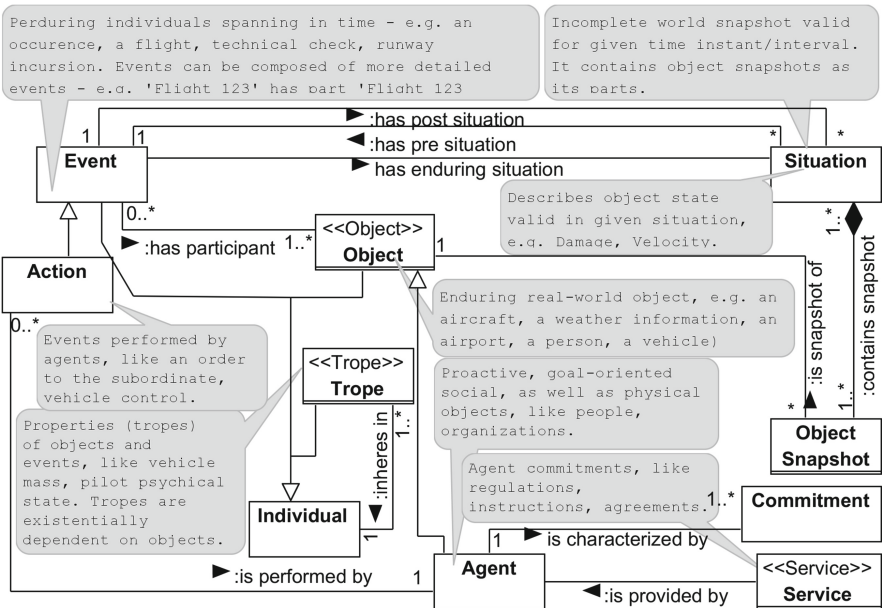 Perduring individuals spanning in time - e.g. an
occurence, a flight, technical check, runway
incursion. Events can be composed of more detailed
events - e.g. 'Flight 123' has part 'Flight 123
Incomplete world snapshot valid
for given time instant/interval.
It contains object snapshots as
its parts.
:has post situation
1
1
*
*
:has pre situation
Event
Situation
has enduring situation
Describes object state
valid in given situation,
e.g. Damage, Velocity.
0..*
:has participant
1..*
<<Object>>
Object
1
1..*
:contains snapshot
:is snapshot of
Action
0..*
Enduring real-world object, e.g. an
aircraft, a weather information, an
airport, a person, a vehicle)
Events performed by
agents, like an order
to the subordinate,
vehicle control.
<<Trope>>
Trope
1..*
:inheres in
1
Proactive, goal-oriented
social, as well as physical
objects, like people,
organizations.
*
1..*
Properties (tropes)
of objects and
events, like vehicle
mass, pilot psychical
state. Tropes are
existentially
dependent on objects.
Object
Snapshot
Agent commitments, like
regulations,
instructions, agreements.
1..*
Commitment
Individual
1
is characterized by
:is performed by
1
Agent
:is provided by
<<Service>>
Service